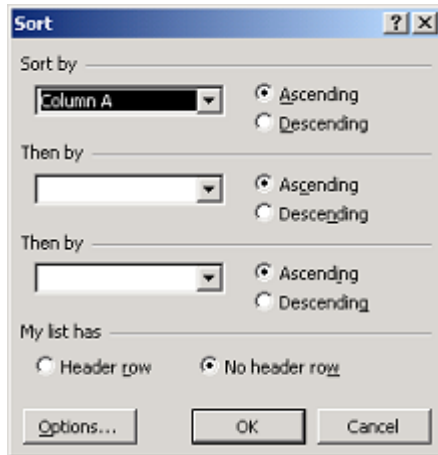 Sort
Sort by
Column A
Ascending
Descending
Then by
Ascending
Descending
Then by
Ascending
Descending
My list has
Header row
No header row
Options...
OK
Cancel